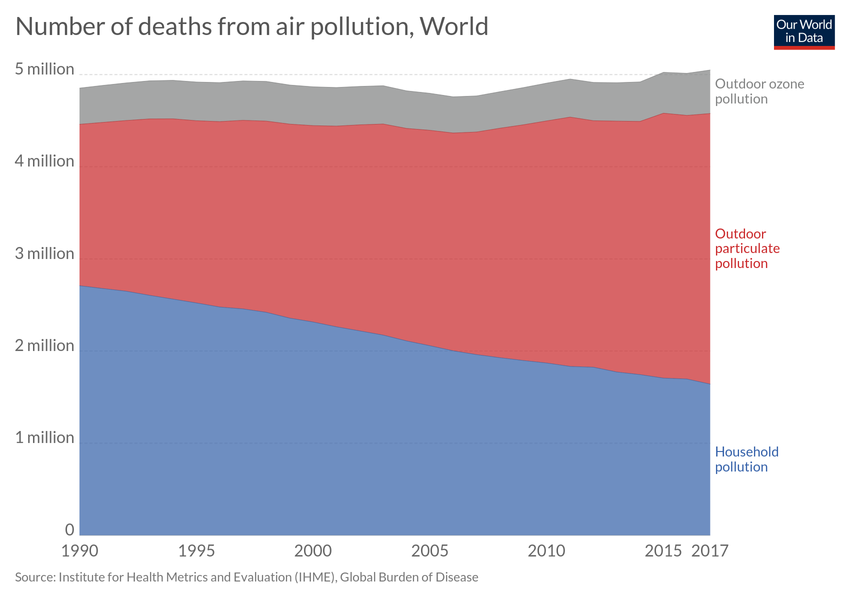 Number of deaths from air pollution, World
Our World
in Data
5 million
Outdoor ozone
pollution
4 million
Outdoor
particulate
pollution
3 million
2 million
1 million
Household
pollution
0
1990 1995 2000 2005 2010 2015 2017
Source: Institute for Health Metrics and Evaluation (IHME), Global Burden of Disease